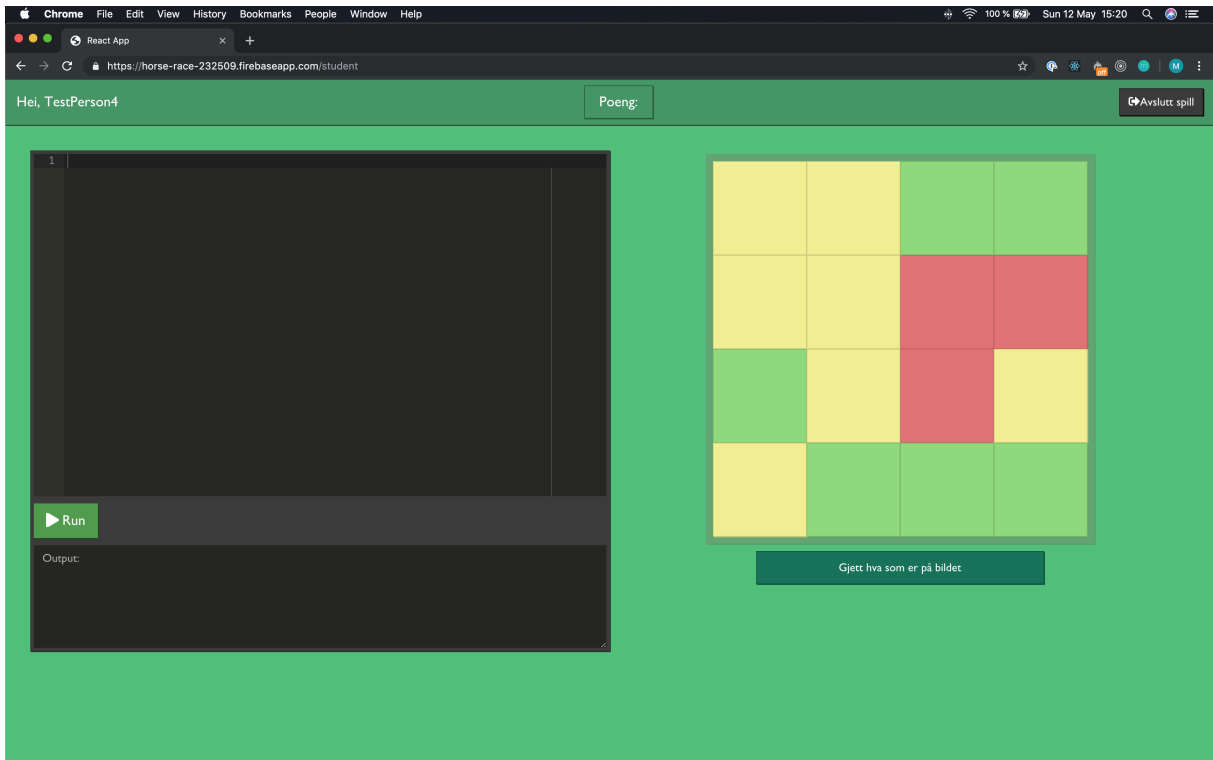 Chrome File Edit View History Bookmarks People Window Help 100 % Sun 12 May 15:20
React App
https://horse-race-232509.firebaseapp.com/student off M
Hei, TestPerson4 Poeng: Avslutt spill
1
Run
Output:
Gjett hva som er på bildet